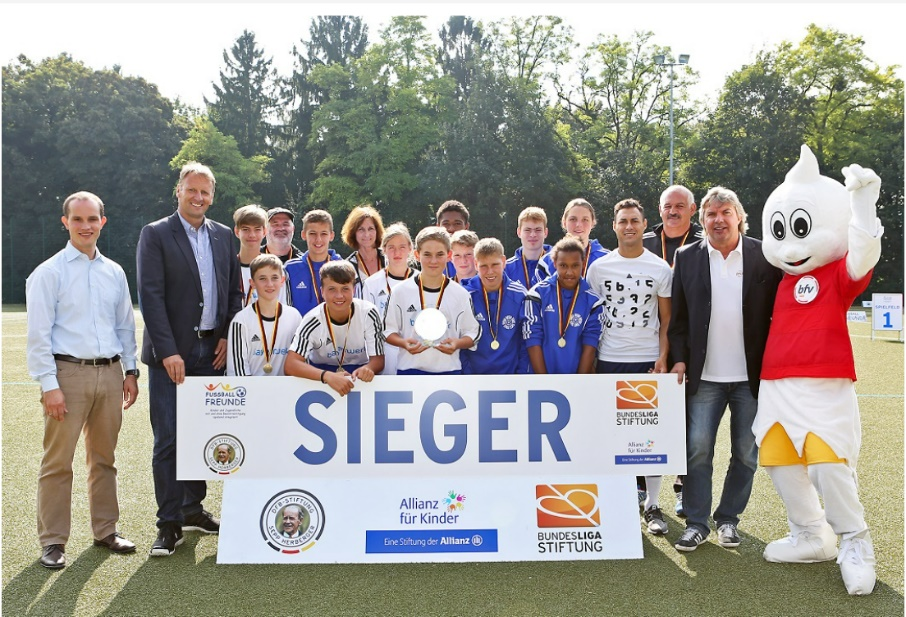 FUSSBALL
FREUNDE
SIEGER
BUNDESLIGA
STIFTUNG
Allianz
für Kinder
DFB-STIFTUNG
SEPP HERBERGER
Allianz
für Kinder
Eine Stiftung der Allianz
BUNDESLIGA
STIFTUNG
bfv
SPIELFELD
1